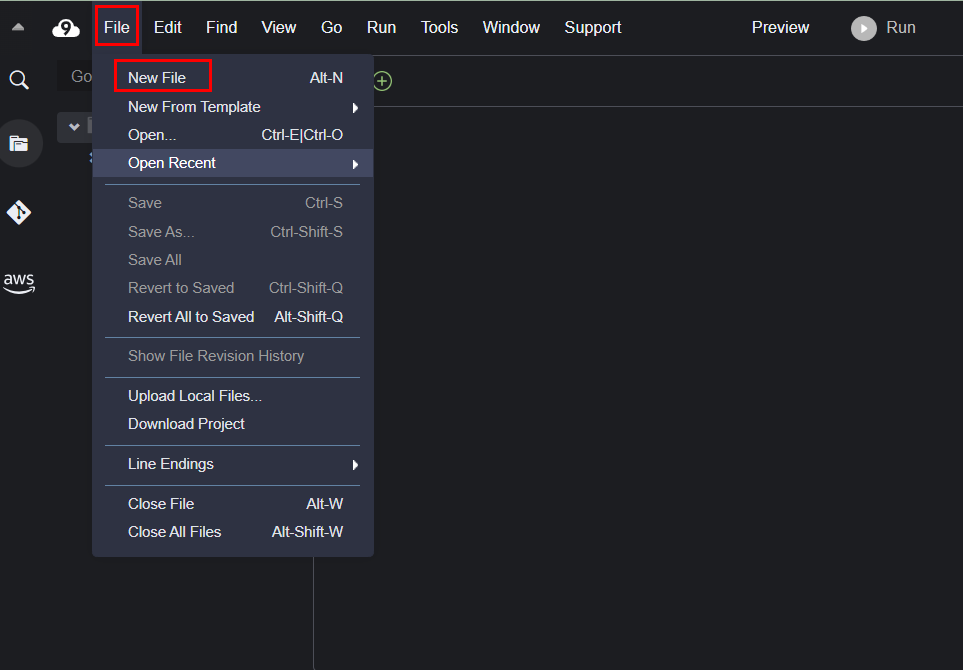 9 File Edit Find View Go Run Tools Window Support Preview Run
Go
New File Alt-N
New From Template
Open... Ctrl-E|Ctrl-O
Open Recent
Save Ctrl-S
Save As... Ctrl-Shift-S
Save All
Revert to Saved Ctrl-Shift-Q
Revert All to Saved Alt-Shift-Q
Show File Revision History
Upload Local Files...
Download Project
Line Endings
Close File Alt-W
Close All Files Alt-Shift-W
aws